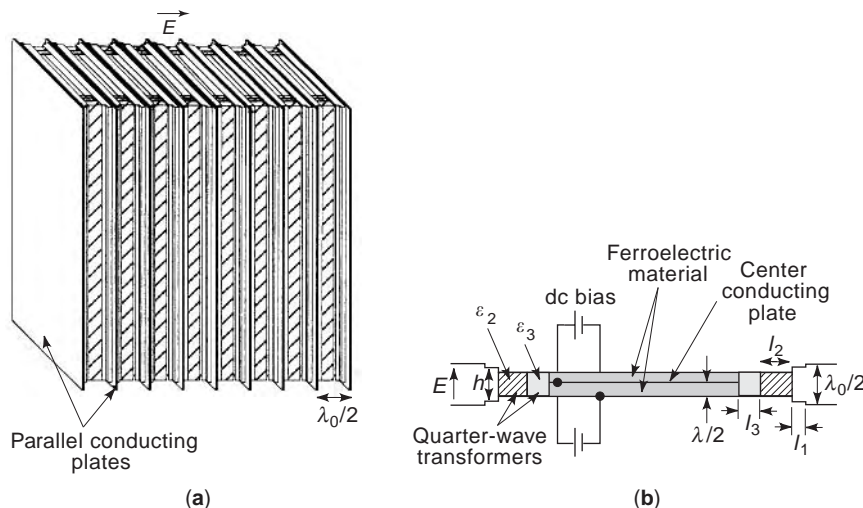 E
λ₀/2
Parallel conducting
plates
(a)
Ferroelectric
material
Center
conducting
plate
dc bias
ε₂
ε₃
l₂
E
h
λ₀/2
Quarter-wave
transformers
λ/2
l₃
l₁
(b)